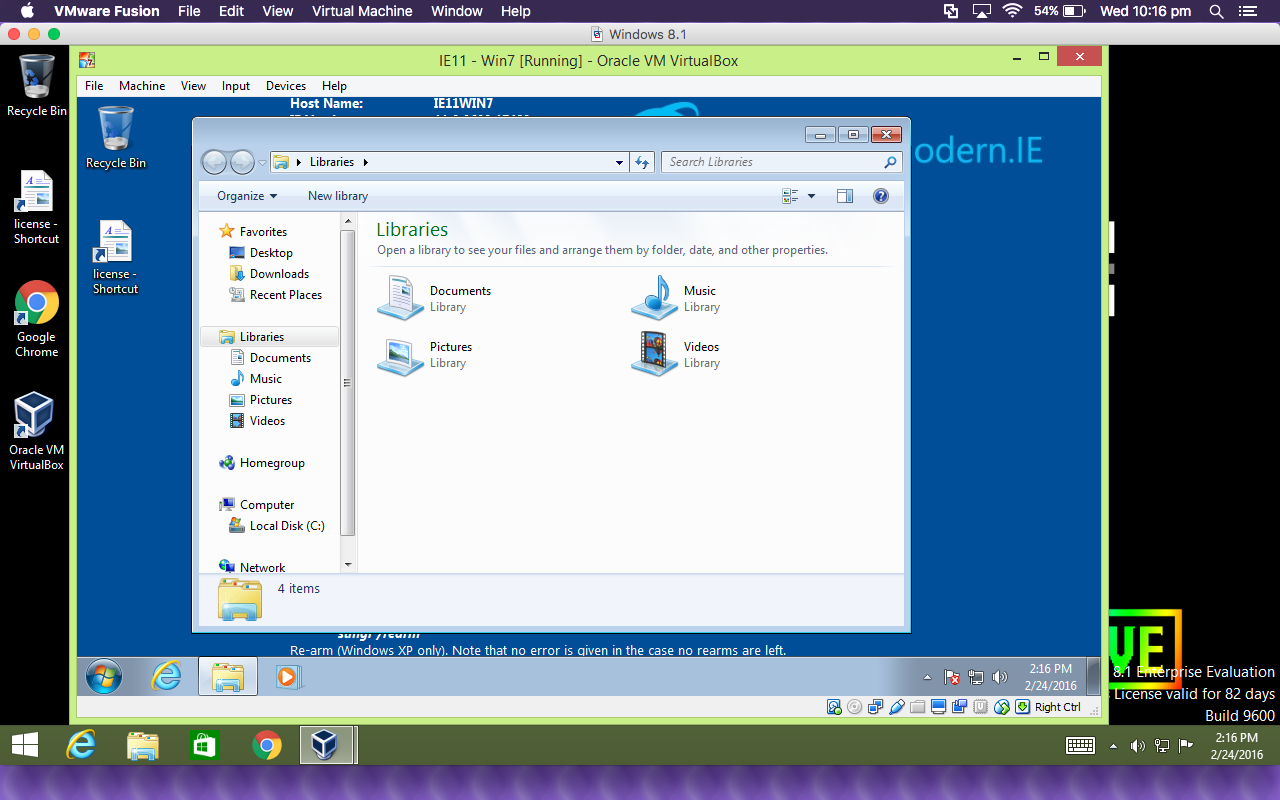 VMware Fusion File Edit View Virtual Machine Window Help 54% Wed 10:16 pm
Windows 8.1
IE11 - Win7 [Running] - Oracle VM VirtualBox
File Machine View Input Devices Help
Recycle Bin
license -
Shortcut
Google
Chrome
Oracle VM
VirtualBox
Host Name: IE11WIN7
Recycle Bin
license -
Shortcut
odern.IE
Libraries
Search Libraries
Organize New library
Favorites
Desktop
Downloads
Recent Places
Libraries
Documents
Music
Pictures
Videos
Homegroup
Computer
Local Disk (C:)
Network
Libraries
Open a library to see your files and arrange them by folder, date, and other properties.
Documents
Library
Music
Library
Pictures
Library
Videos
Library
4 items
Re-arm (Windows XP only). Note that no error is given in the case no rearms are left.
2:16 PM
2/24/2016
Right Ctrl
VE
8.1 Enterprise Evaluation
License valid for 82 days
Build 9600
2:16 PM
2/24/2016